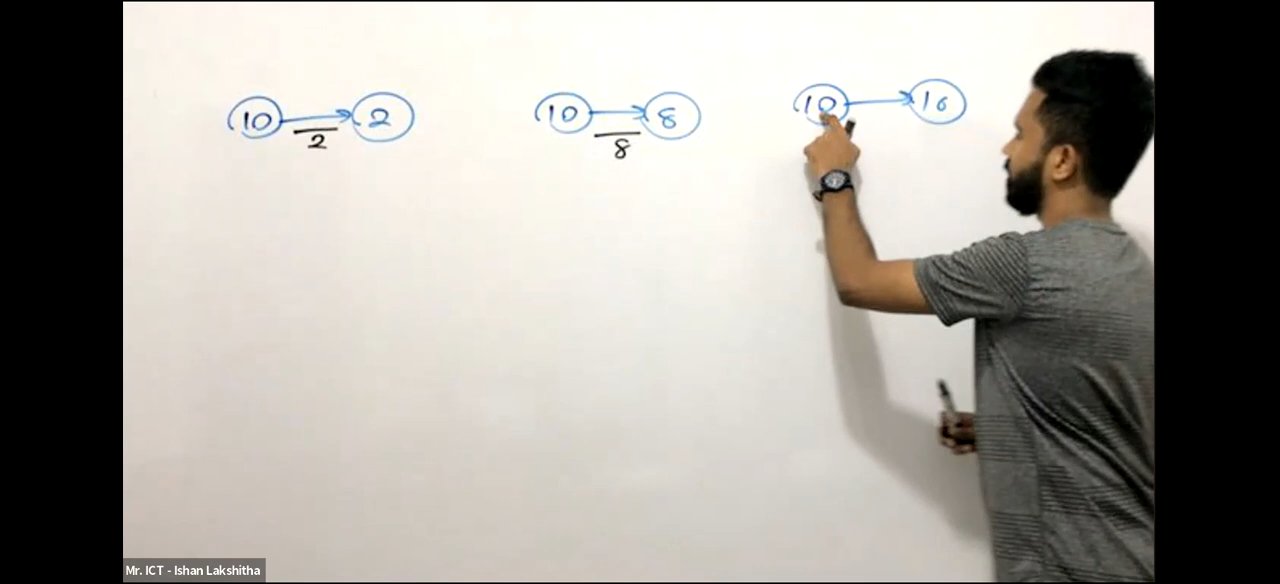 10 → 2
2
10 → 8
8
10 → 16
Mr. ICT - Ishan Lakshitha